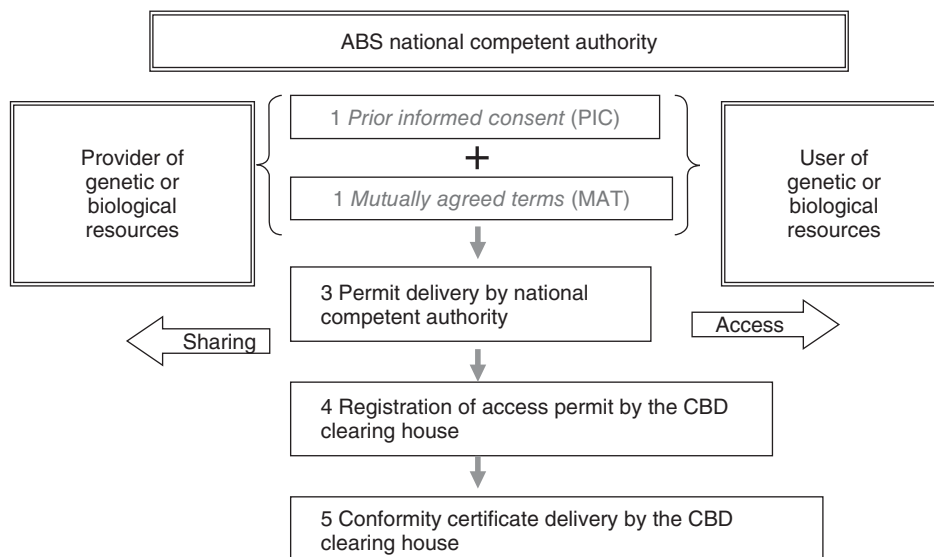 ABS national competent authority
Provider of
genetic or
biological
resources
1 Prior informed consent (PIC)
+
1 Mutually agreed terms (MAT)
User of
genetic or
biological
resources
3 Permit delivery by national
competent authority
Sharing
Access
4 Registration of access permit by the CBD
clearing house
5 Conformity certificate delivery by the CBD
clearing house